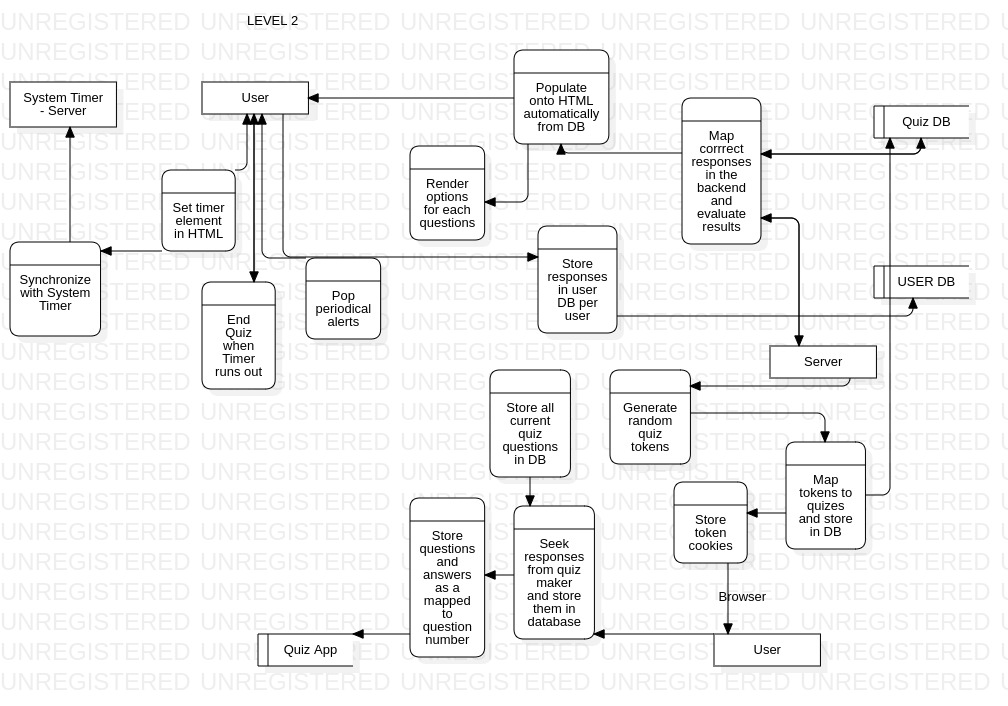 LEVEL 2
System Timer
- Server
User
Populate
onto HTML
automatically
from DB
Map
corrrect
responses
in the
backend
and
evaluate
results
Quiz DB
Render
options
for each
questions
Set timer
element
in HTML
Synchronize
with System
Timer
End
Quiz
when
Timer
runs out
Pop
periodical
alerts
Store
responses
in user
DB per
user
USER DB
Server
Store all
current
quiz
questions
in DB
Generate
random
quiz
tokens
Map
tokens to
quizes
and store
in DB
Store
token
cookies
Store
questions
and
answers
as a
mapped
to
question
number
Seek
responses
from quiz
maker
and store
them in
database
Browser
Quiz App
User
UNREGISTERED UNREGISTERED UNREGISTERED UNREGISTERED UNREGISTERED